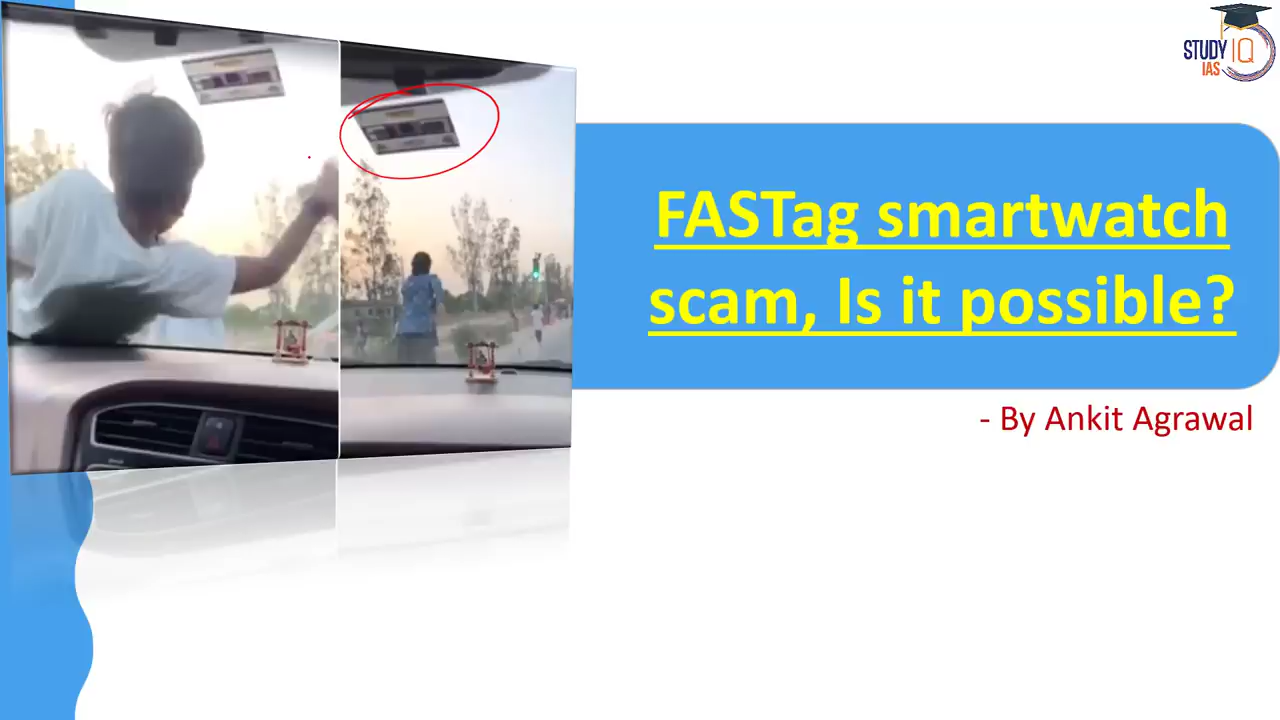 STUDY IQ
IAS
FASTag smartwatch
scam, Is it possible?
- By Ankit Agrawal